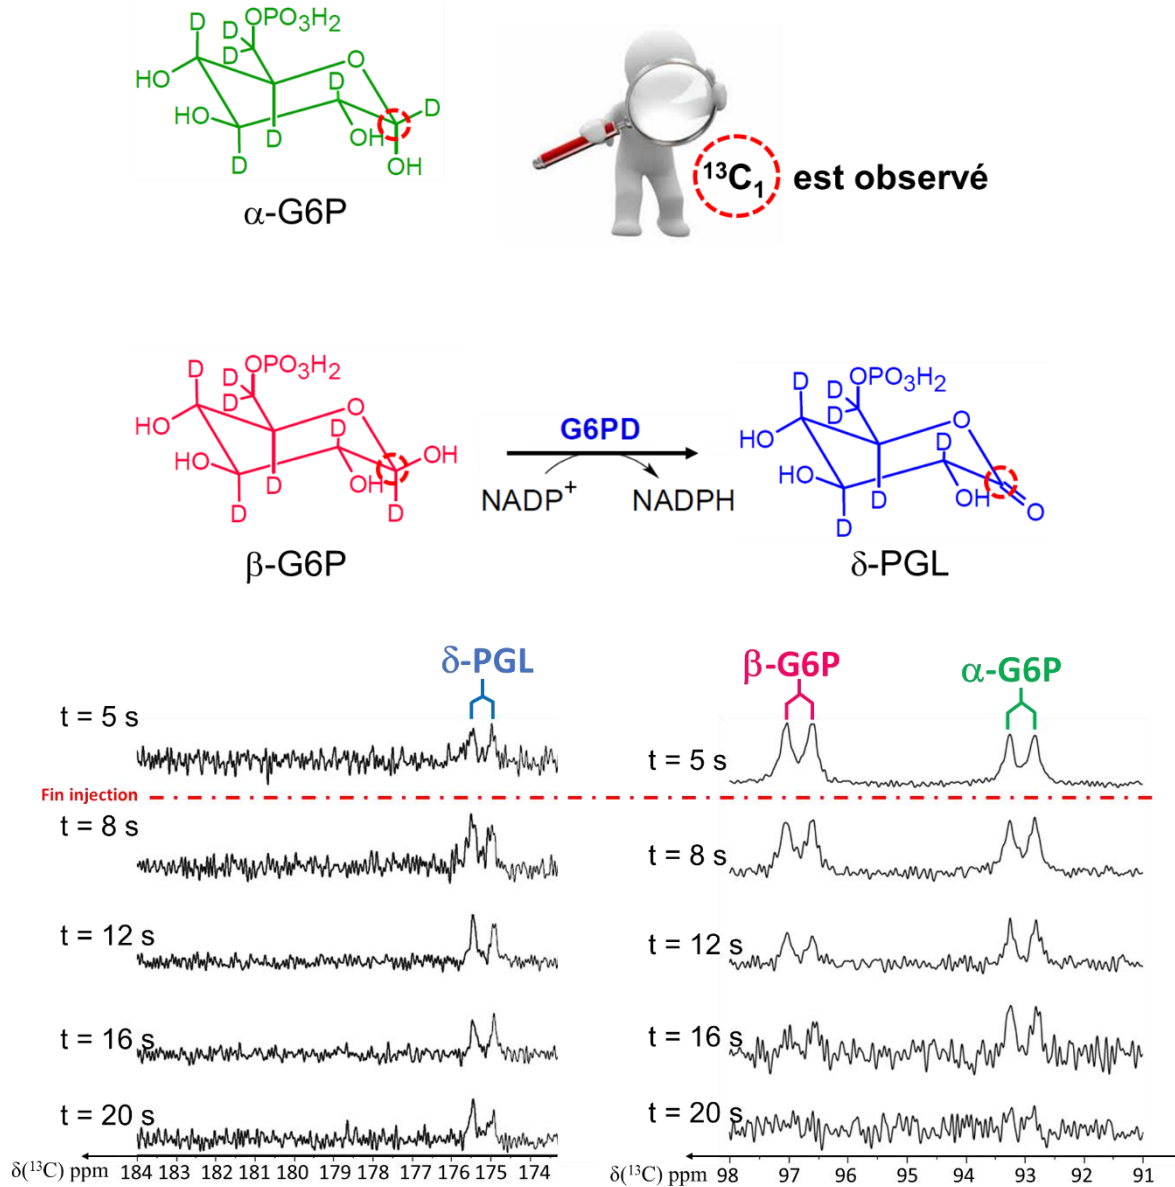 D
OPO₃H₂
D
D
O
HO
D
D
HO
D
OH
D
OH
α-G6P
¹³C₁ est observé
D
OPO₃H₂
D
D
O
HO
D
OH
HO
OH
D
D
D
β-G6P
G6PD
NADP⁺ NADPH
D
OPO₃H₂
D
D
O
HO
D
HO
D
OH
O
D
δ-PGL
δ-PGL
β-G6P
α-G6P
t = 5 s
t = 5 s
Fin injection
t = 8 s
t = 8 s
t = 12 s
t = 12 s
t = 16 s
t = 16 s
t = 20 s
t = 20 s
δ(¹³C) ppm 184 183 182 181 180 179 178 177 176 175 174
δ(¹³C) ppm 98 97 96 95 94 93 92 91